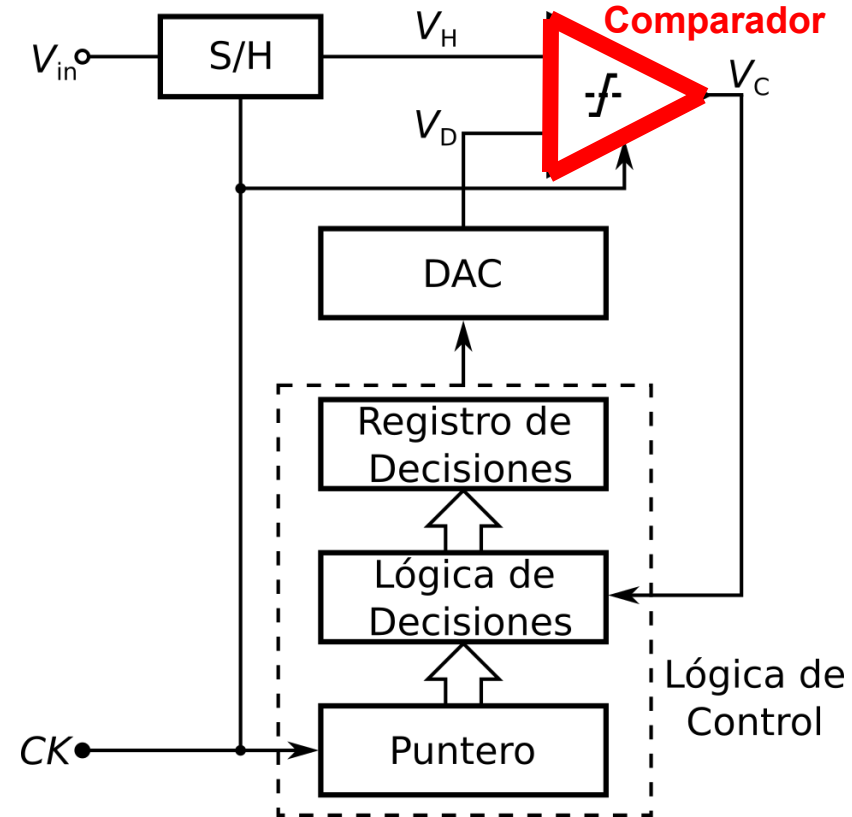 Comparador
V_H
V_C
V_in
S/H
V_D
DAC
Registro de
Decisiones
Lógica de
Decisiones
Lógica de
Control
CK
Puntero